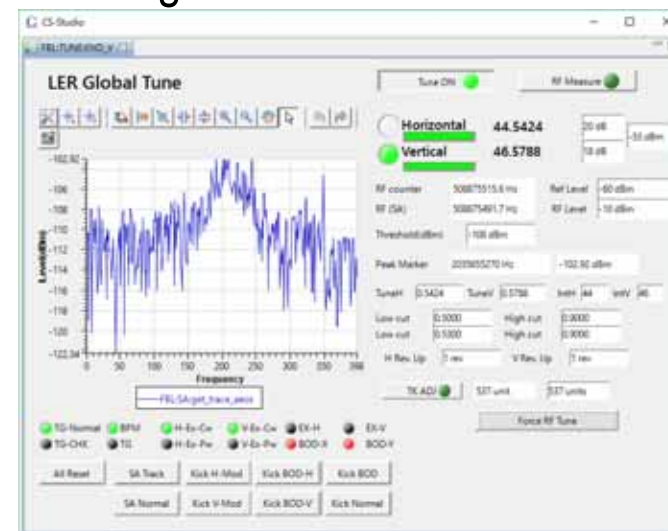 CS-Studio
LER Global Tune
Tune ON
RF Measure
Horizontal 44.5424 20 dB
Vertical 46.5788 18 dB
-102.92
-106
-108
-110
-112
-114
-116
-118
-120
-122.04
Level(dBm)
0 50 100 150 200 250 300 350
Frequency
RF counter 508875515.6 Hz Ref Level -60 dBm
RF (SA) 508875491.7 Hz RF Level -10 dBm
Threshold(dBm) -108 dBm
Peak Marker 2035655270 Hz -102.92 dBm
TuneH 0.5424 TuneV 0.5788 IntH 44 IntV 46
Low cut 0.5000 High cut 0.9000
Low cut 0.5000 High cut 0.9000
H Rev. Up 1 rev V Rev. Up 1 rev
TK ADJ 537 unit 537 units
Force RF Tune
TG-Normal BPM H-Ex-Cw V-Ex-Cw EX-H EX-V
TG-CHK TG H-Ex-Pw V-Ex-Pw BOD-X BOD-Y
All Reset SA Track Kick H-Mod Kick BOD-H Kick BOD
SA Normal Kick V-Mod Kick BOD-V Kick Normal